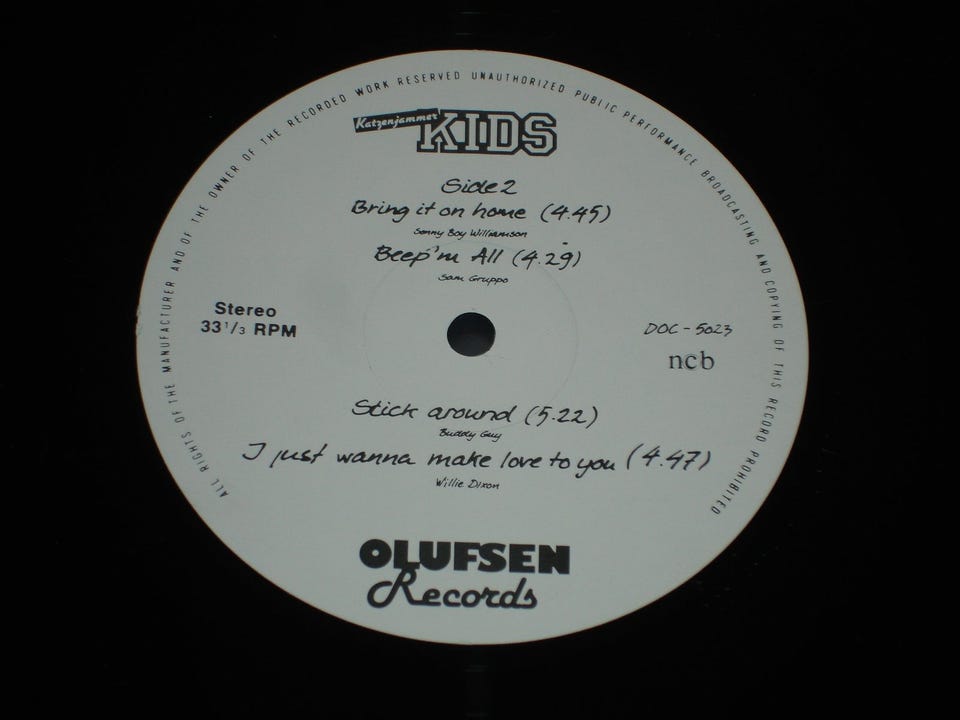 ALL RIGHTS OF THE MANUFACTURER AND OF THE OWNER OF THE RECORDED WORK RESERVED UNAUTHORIZED PUBLIC PERFORMANCE BROADCASTING AND COPYING OF THIS RECORD PROHIBITED
Katzenjammer KIDS
Side 2
Bring it on home (4.45)
Sonny Boy Williamson
Beep'm All (4.29)
Sam Gruppo
Stereo
33 1/3 RPM
DOC - 5023
ncb
Stick around (5.22)
Buddy Guy
I just wanna make love to you (4.47)
Willie Dixon
OLUFSEN
Records